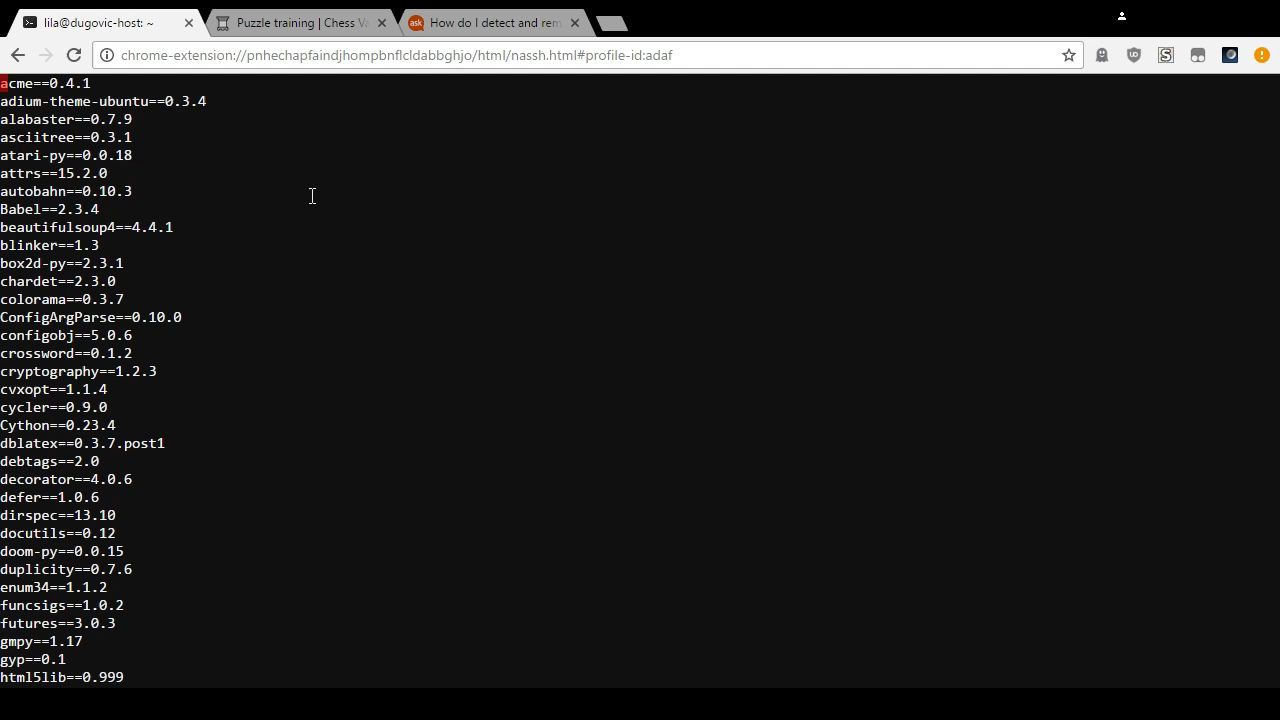 lila@dugovic-host: ~
Puzzle training | Chess Va
ask
How do I detect and rem
chrome-extension://pnhechapfaindjhompbnflcldabbghjo/html/nassh.html#profile-id:adaf
acme==0.4.1
adium-theme-ubuntu==0.3.4
alabaster==0.7.9
asciitree==0.3.1
atari-py==0.0.18
attrs==15.2.0
autobahn==0.10.3
Babel==2.3.4
beautifulsoup4==4.4.1
blinker==1.3
box2d-py==2.3.1
chardet==2.3.0
colorama==0.3.7
ConfigArgParse==0.10.0
configobj==5.0.6
crossword==0.1.2
cryptography==1.2.3
cvxopt==1.1.4
cycler==0.9.0
Cython==0.23.4
dblatex==0.3.7.post1
debtags==2.0
decorator==4.0.6
defer==1.0.6
dirspec==13.10
docutils==0.12
doom-py==0.0.15
duplicity==0.7.6
enum34==1.1.2
funcsigs==1.0.2
futures==3.0.3
gmpy==1.17
gyp==0.1
html5lib==0.999